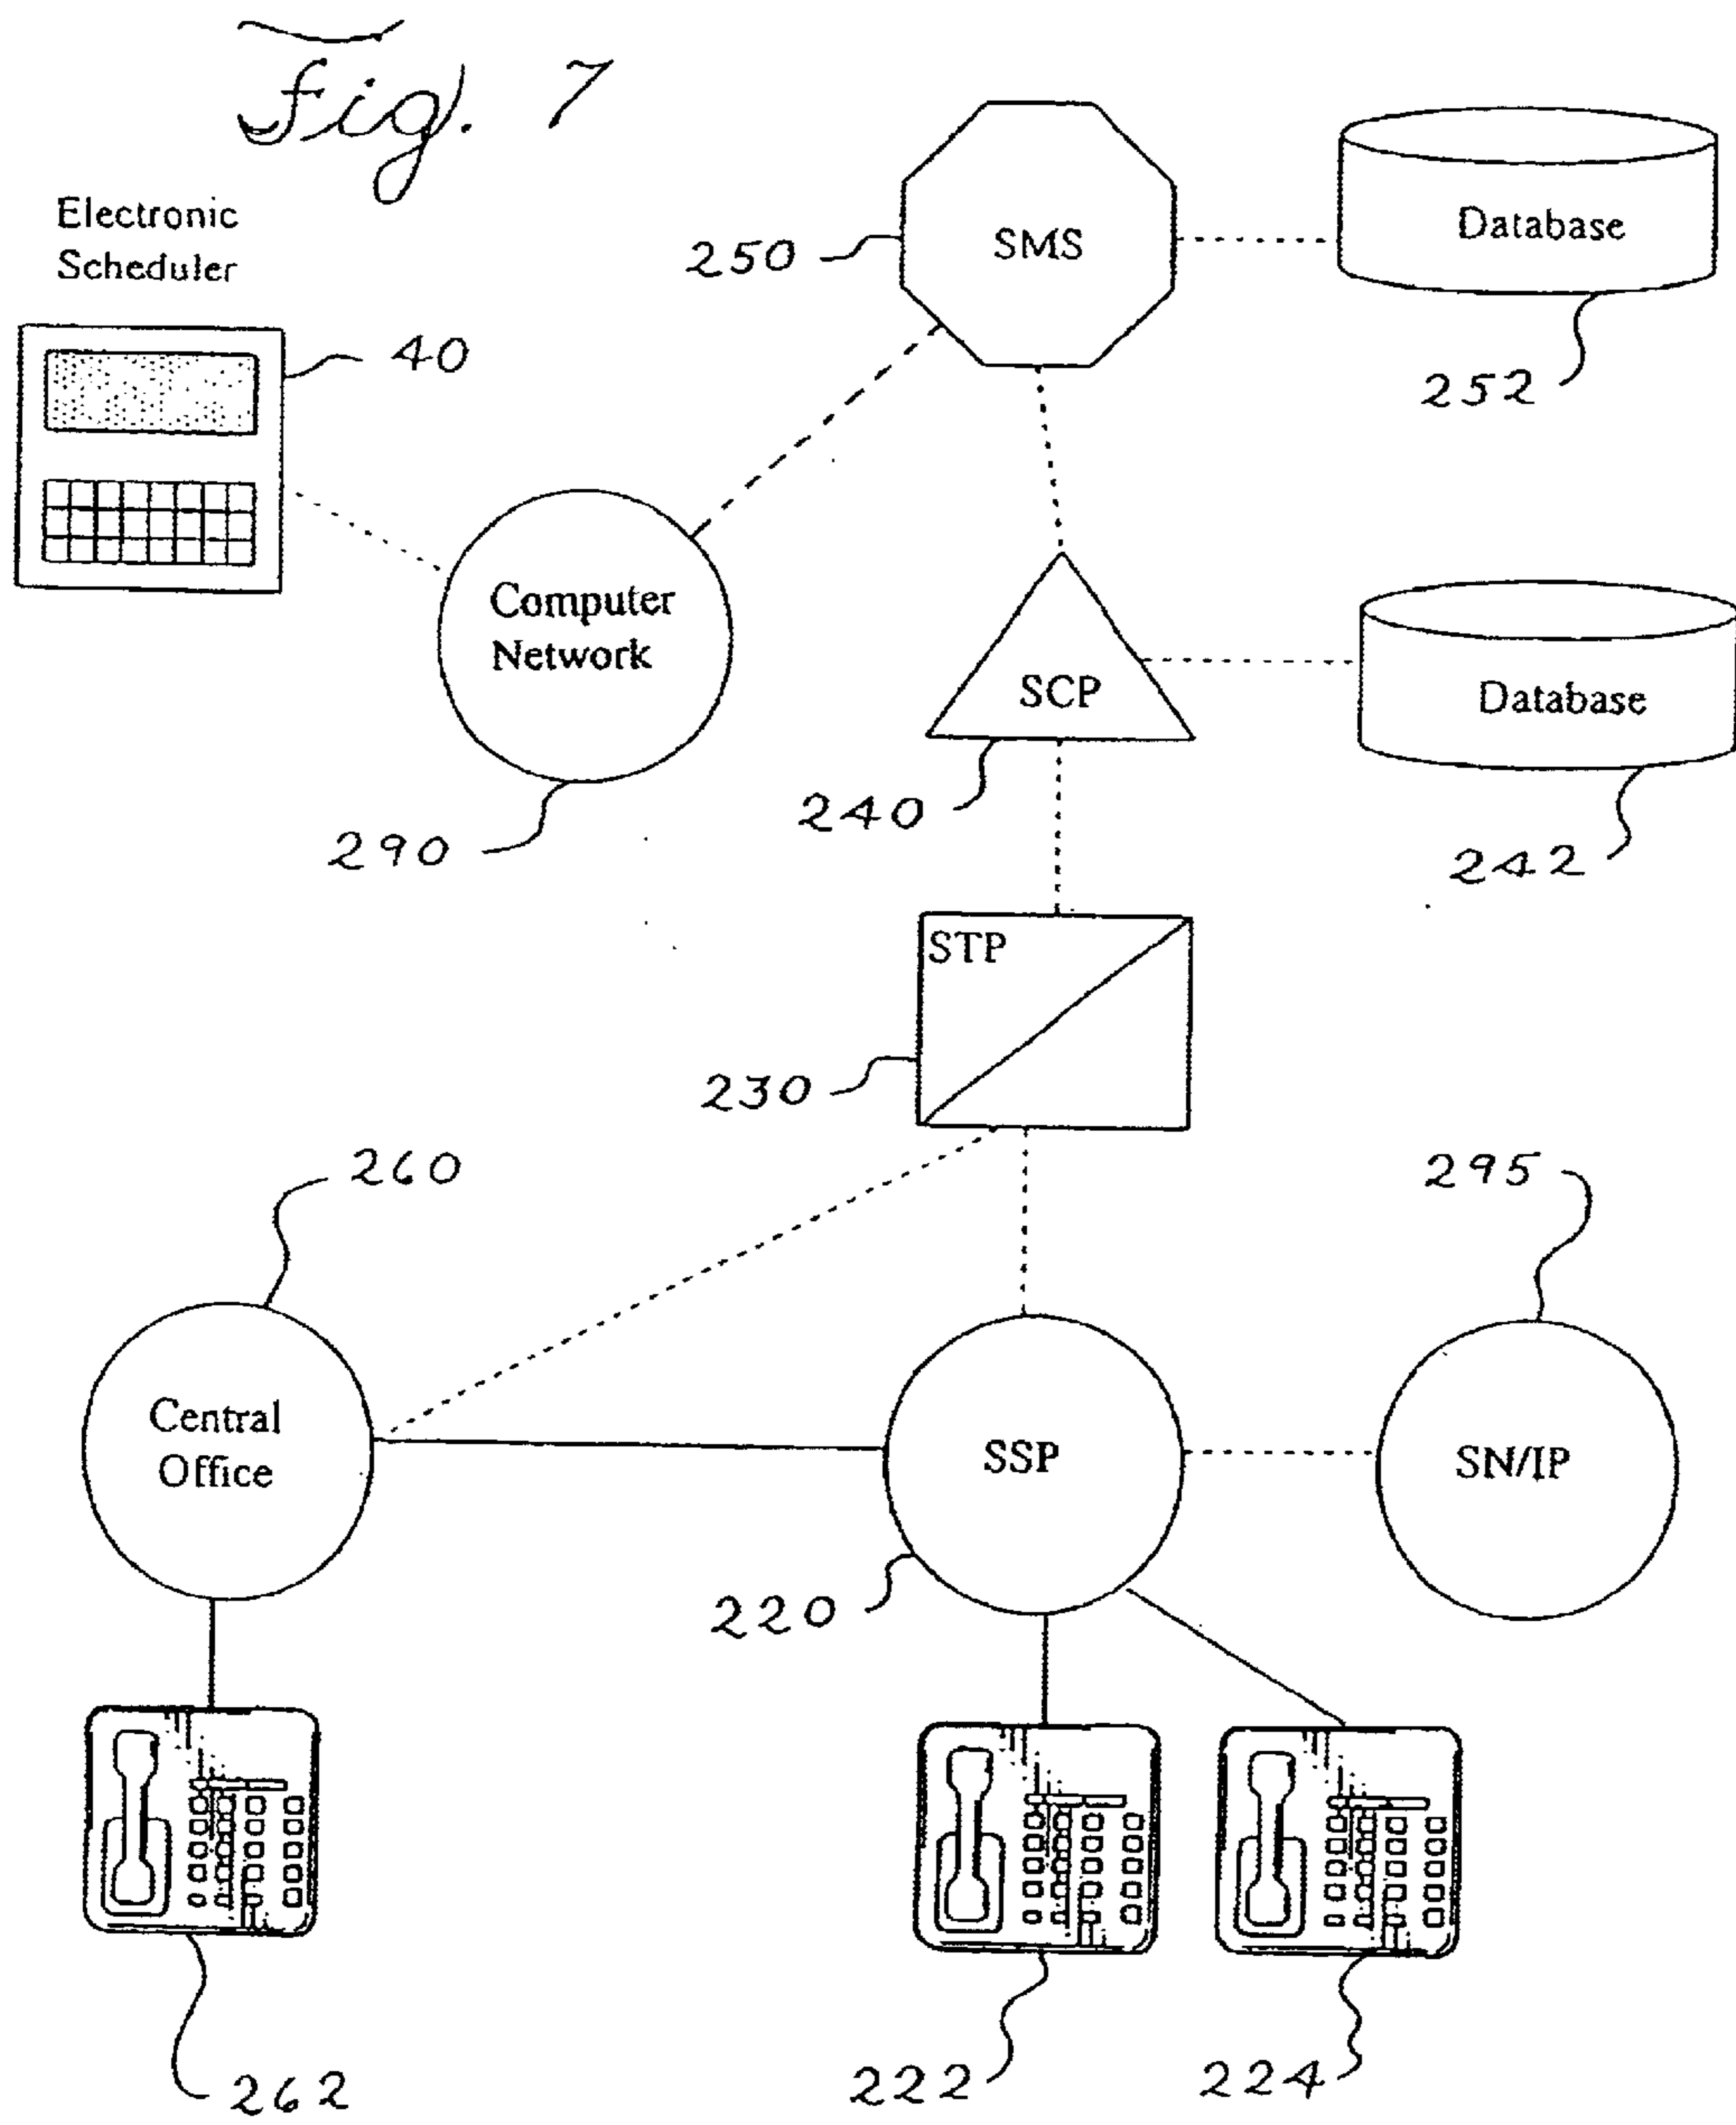 Fig. 7
Electronic
Scheduler
40
250
SMS
Database
252
Computer
Network
290
SCP
240
Database
242
STP
230
260
295
Central
Office
SSP
SN/IP
220
262
222
224